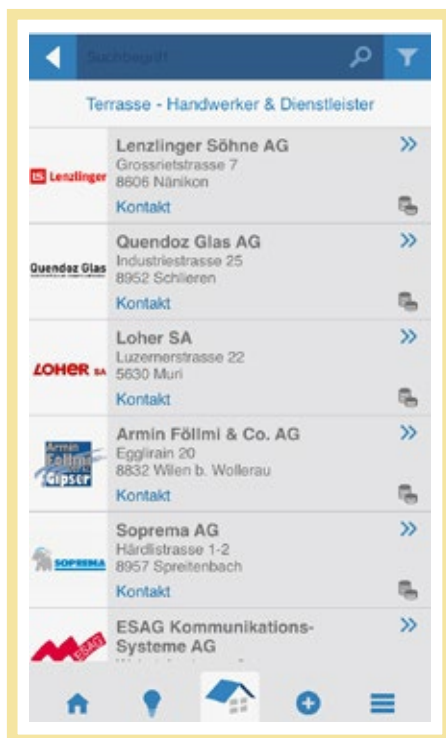 Suchbegriff
Terrasse - Handwerker & Dienstleister
Lenzlinger Söhne AG
Grossrietstrasse 7
LS Lenzlinger
8606 Nänikon
Kontakt
Quendoz Glas AG
Industriestrasse 25
Quendoz Glas
8952 Schlieren
Kontakt
Loher SA
Luzernerstrasse 22
LOHER SA
5630 Muri
Kontakt
Armin Föllmi & Co. AG
Egglirain 20
Armin
Föllmi
Gipser
8832 Wilen b. Wollerau
Kontakt
Soprema AG
Härdlistrasse 1-2
SOPREMA
8957 Spreitenbach
Kontakt
ESAG Kommunikations-
Systeme AG
ESAG